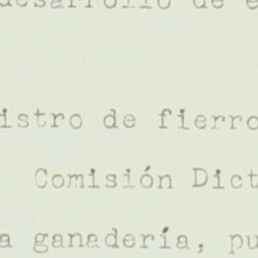 desarrollo de e
istro de fierro
Comisión Dict
a ganadería, pu